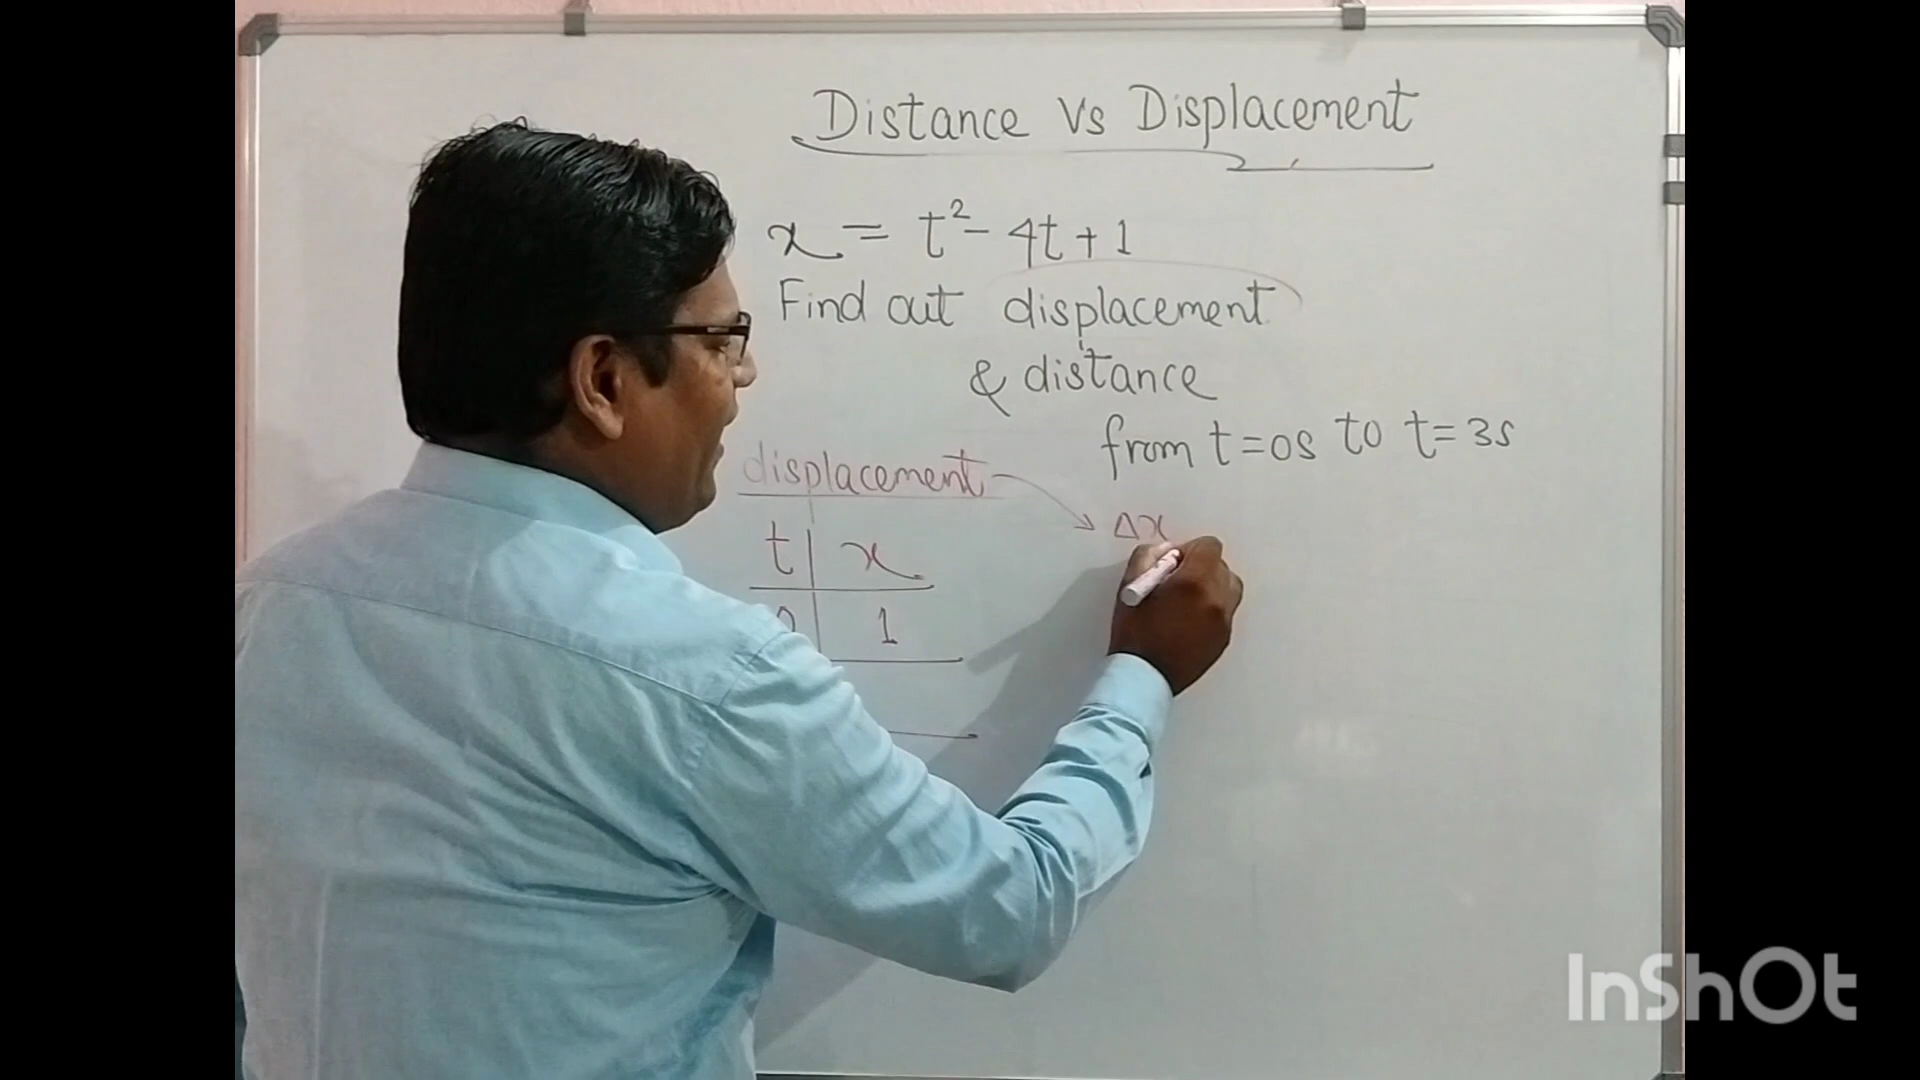 Distance Vs Displacement
x = t² - 4t + 1
Find out displacement
& distance
from t=0s to t=3s
displacement → Δx
t | x
0 | 1
InShOt